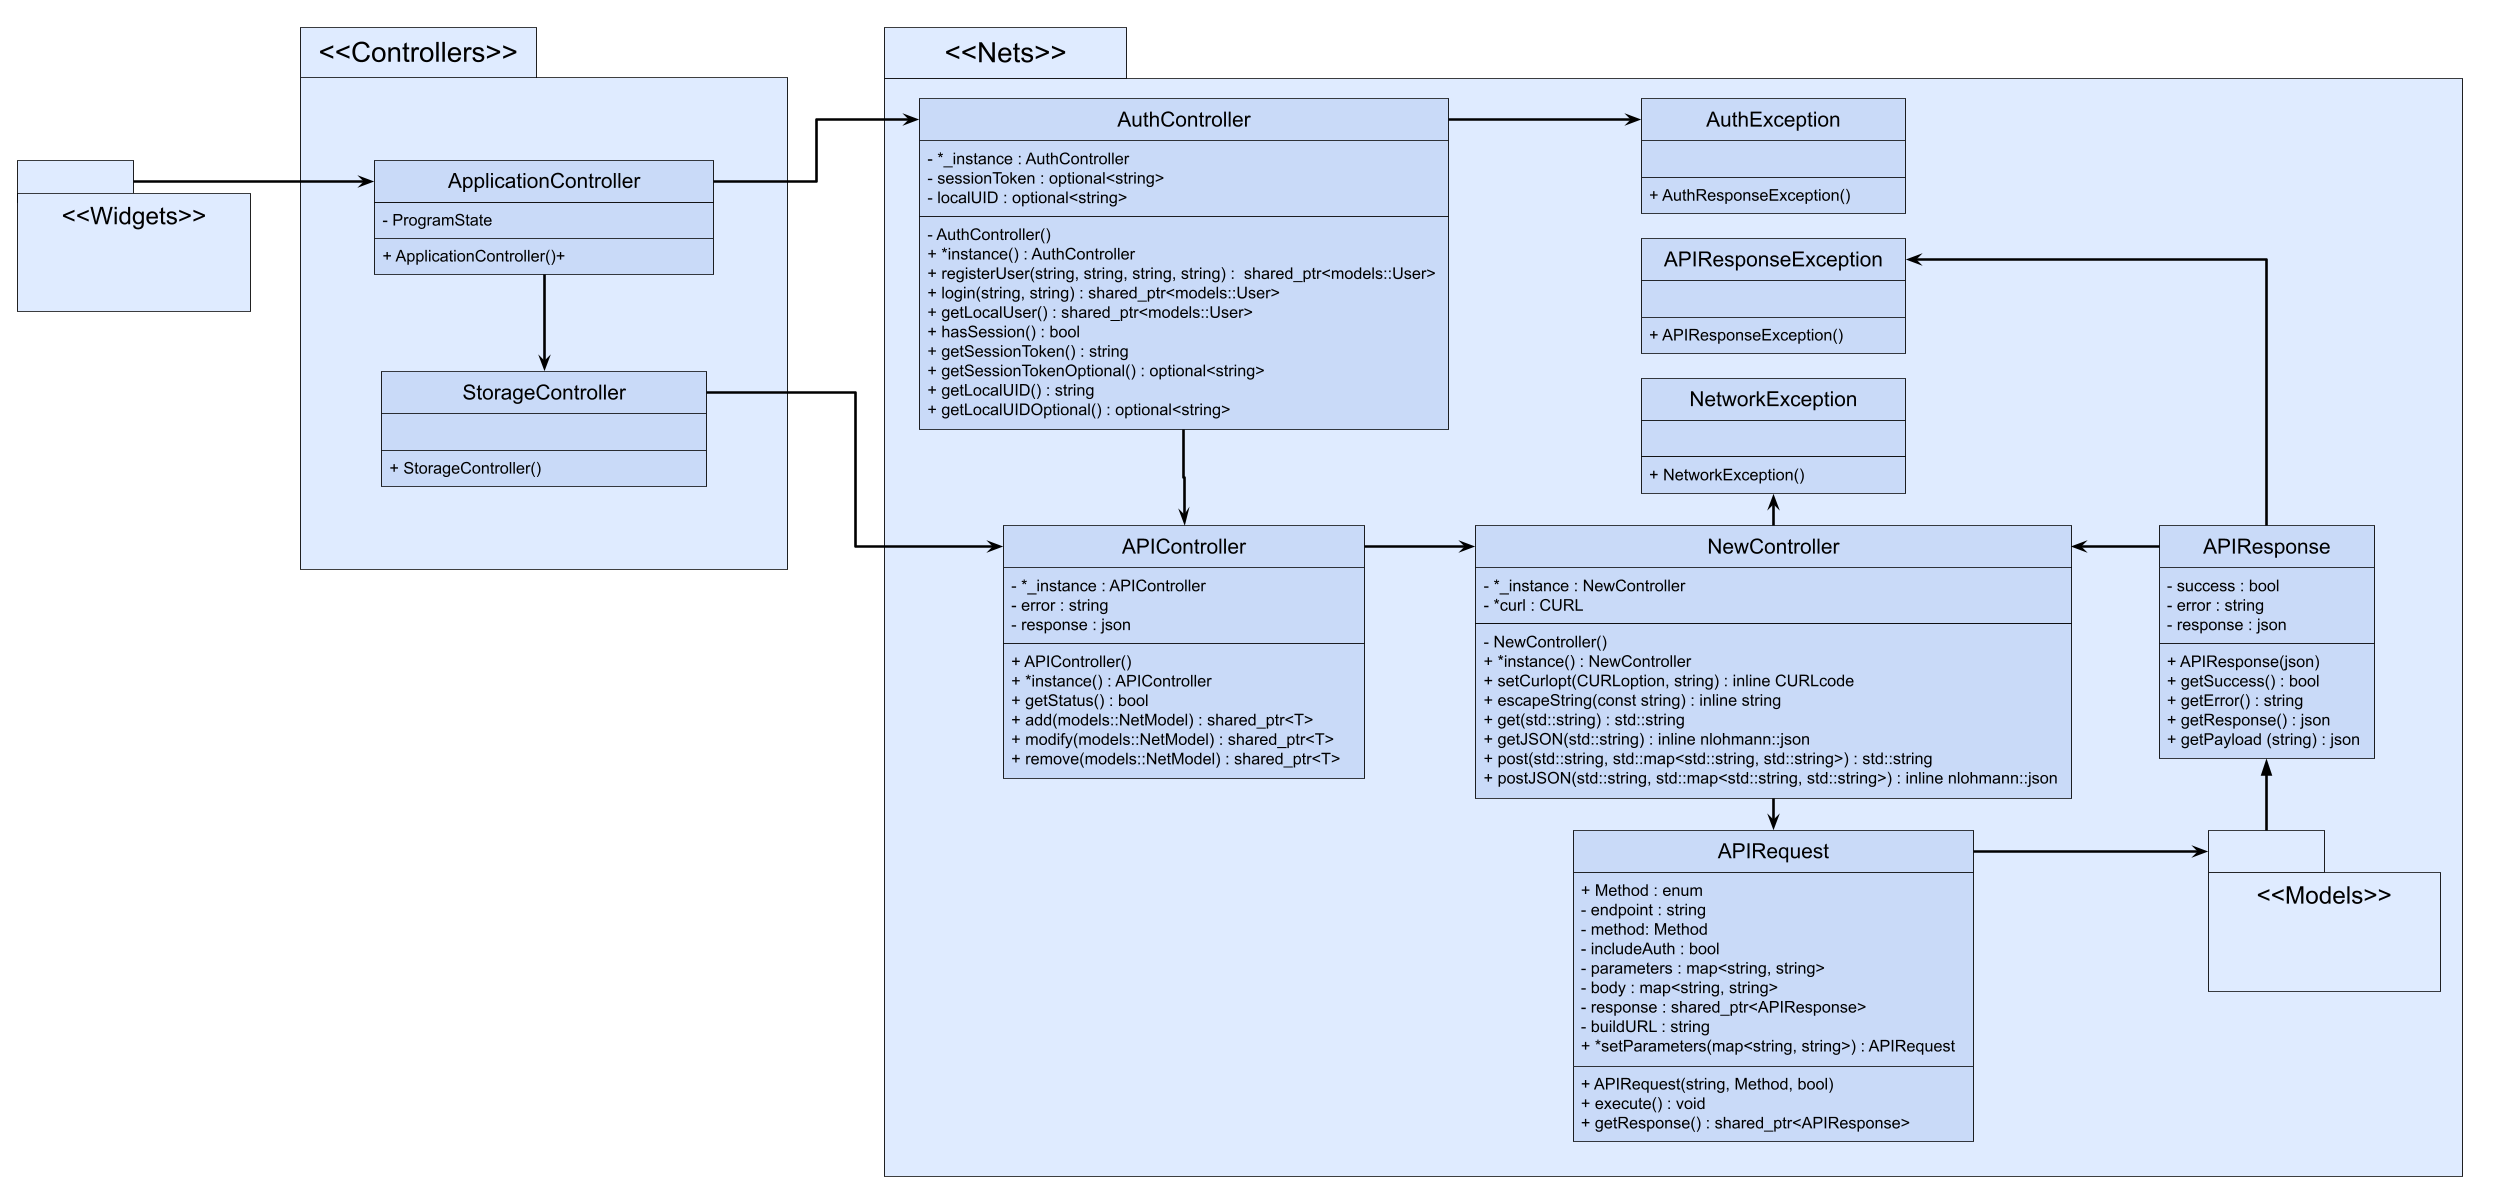 <<Controllers>>
<<Nets>>
<<Widgets>>
ApplicationController
- ProgramState
+ ApplicationController()+
StorageController
+ StorageController()
AuthController
- *_instance : AuthController
- sessionToken : optional<string>
- localUID : optional<string>
- AuthController()
+ *instance() : AuthController
+ registerUser(string, string, string, string) :  shared_ptr<models::User>
+ login(string, string) : shared_ptr<models::User>
+ getLocalUser() : shared_ptr<models::User>
+ hasSession() : bool
+ getSessionToken() : string
+ getSessionTokenOptional() : optional<string>
+ getLocalUID() : string
+ getLocalUIDOptional() : optional<string>
AuthException
+ AuthResponseException()
APIResponseException
+ APIResponseException()
NetworkException
+ NetworkException()
APIController
- *_instance : APIController
- error : string
- response : json
+ APIController()
+ *instance() : APIController
+ getStatus() : bool
+ add(models::NetModel) : shared_ptr<T>
+ modify(models::NetModel) : shared_ptr<T>
+ remove(models::NetModel) : shared_ptr<T>
NewController
- *_instance : NewController
- *curl : CURL
- NewController()
+ *instance() : NewController
+ setCurlopt(CURLoption, string) : inline CURLcode
+ escapeString(const string) : inline string
+ get(std::string) : std::string
+ getJSON(std::string) : inline nlohmann::json
+ post(std::string, std::map<std::string, std::string>) : std::string
+ postJSON(std::string, std::map<std::string, std::string>) : inline nlohmann::json
APIResponse
- success : bool
- error : string
- response : json
+ APIResponse(json)
+ getSuccess() : bool
+ getError() : string
+ getResponse() : json
+ getPayload (string) : json
APIRequest
+ Method : enum
- endpoint : string
- method: Method
- includeAuth : bool
- parameters : map<string, string>
- body : map<string, string>
- response : shared_ptr<APIResponse>
- buildURL : string
+ *setParameters(map<string, string>) : APIRequest
+ APIRequest(string, Method, bool)
+ execute() : void
+ getResponse() : shared_ptr<APIResponse>
<<Models>>